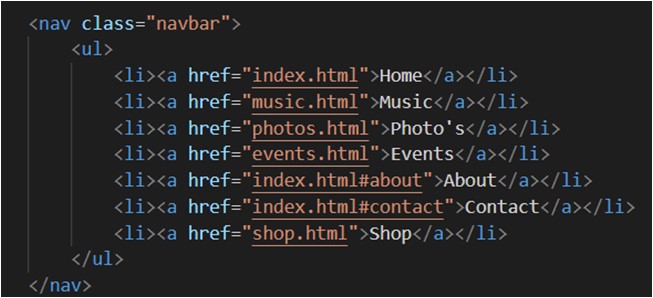 <nav class="navbar">
<ul>
<li><a href="index.html">Home</a></li>
<li><a href="music.html">Music</a></li>
<li><a href="photos.html">Photo's</a></li>
<li><a href="events.html">Events</a></li>
<li><a href="index.html#about">About</a></li>
<li><a href="index.html#contact">Contact</a></li>
<li><a href="shop.html">Shop</a></li>
</ul>
</nav>